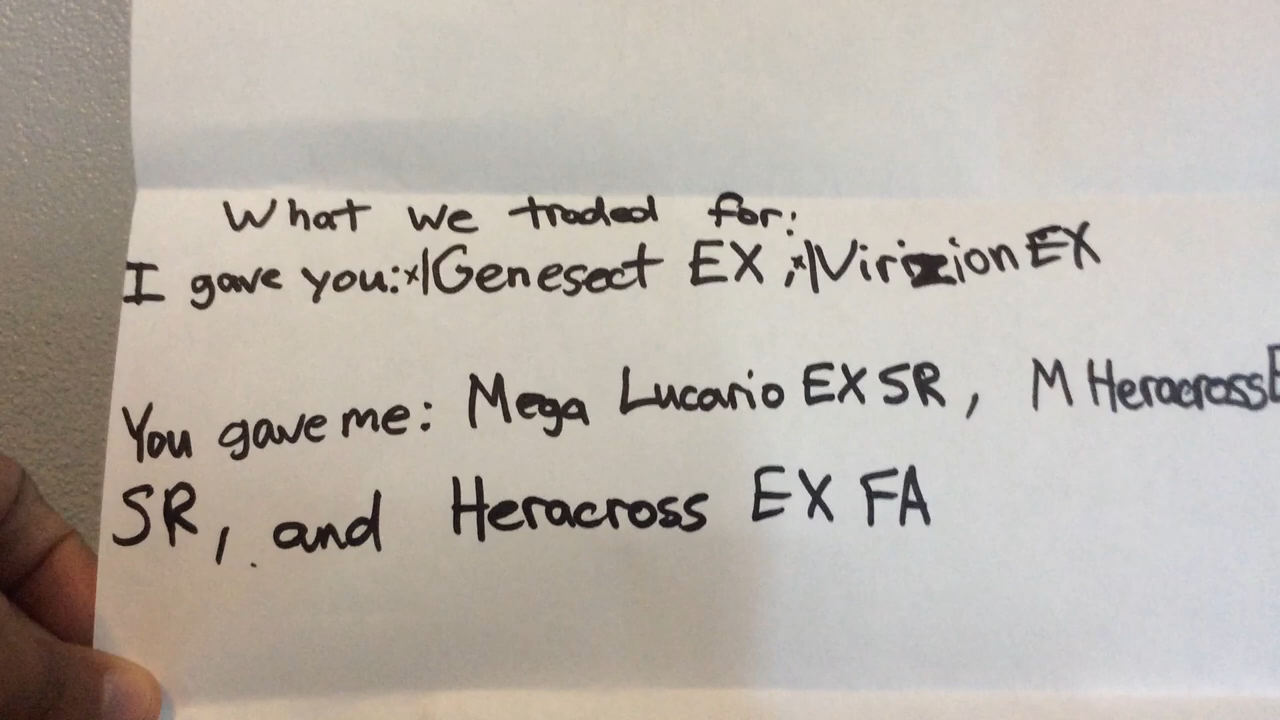 What we traded for:
I gave you: x1 Genesect EX, x1 Virizion EX
You gave me: Mega Lucario EX SR, M Heracross E
SR, and Heracross EX FA